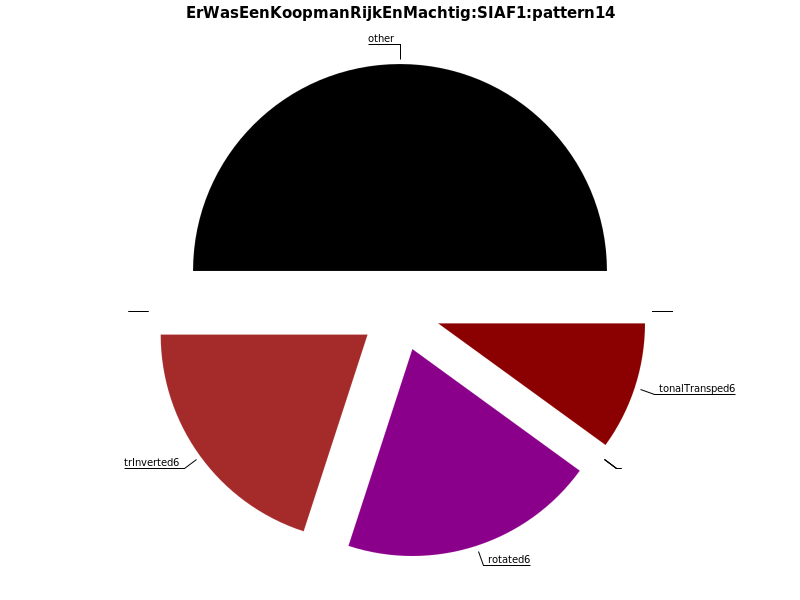 ErWasEenKoopmanRijkEnMachtig:SIAF1:pattern14
other
tonalTransped6
trInverted6
rotated6